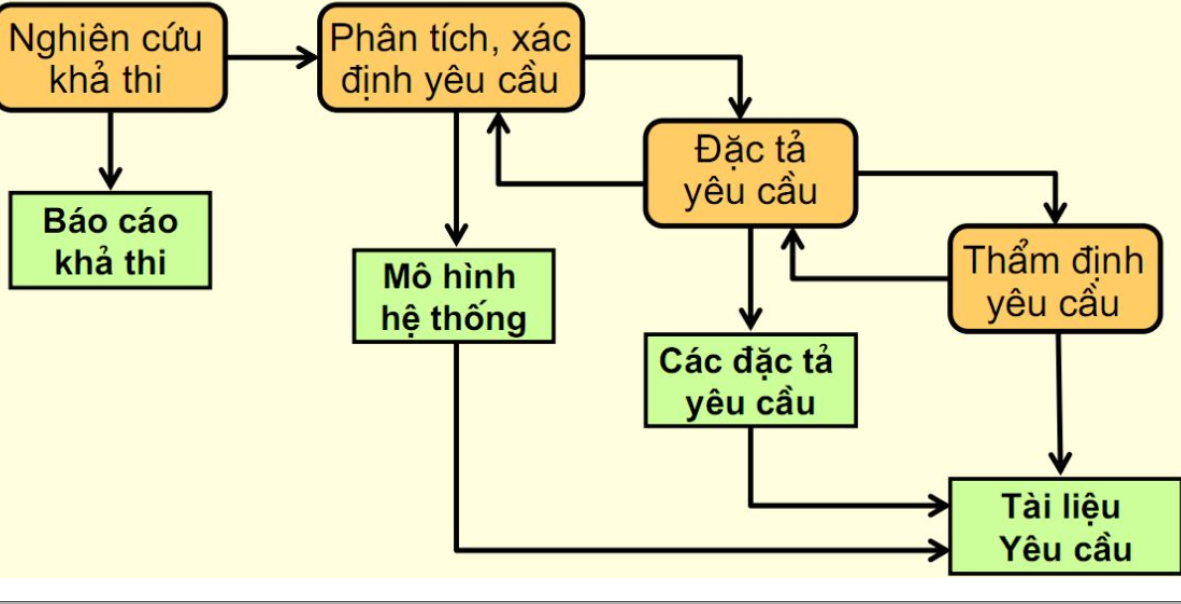 Nghiên cứu
khả thi
Phân tích, xác
định yêu cầu
Đặc tả
yêu cầu
Thẩm định
yêu cầu
Báo cáo
khả thi
Mô hình
hệ thống
Các đặc tả
yêu cầu
Tài liệu
Yêu cầu